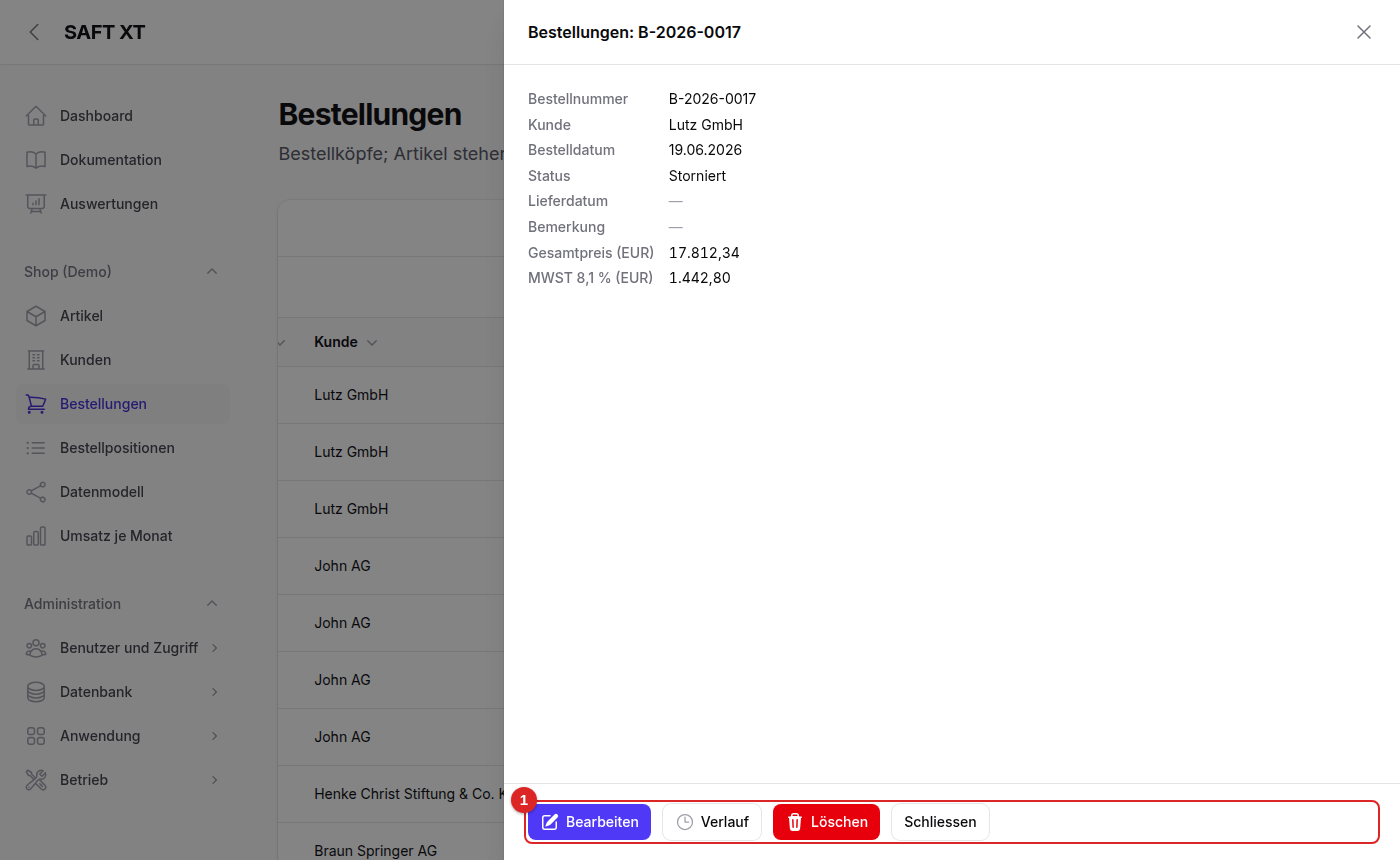 SAFT XT
Dashboard
Dokumentation
Auswertungen
Shop (Demo)
Artikel
Kunden
Bestellungen
Bestellpositionen
Datenmodell
Umsatz je Monat
Administration
Benutzer und Zugriff
Datenbank
Anwendung
Betrieb
Bestellungen
Bestellköpfe; Artikel stehen
Kunde
Lutz GmbH
Lutz GmbH
Lutz GmbH
John AG
John AG
John AG
John AG
Henke Christ Stiftung & Co. K
Braun Springer AG
Bestellungen: B-2026-0017
Bestellnummer B-2026-0017
Kunde Lutz GmbH
Bestelldatum 19.06.2026
Status Storniert
Lieferdatum —
Bemerkung —
Gesamtpreis (EUR) 17.812,34
MWST 8,1 % (EUR) 1.442,80
1
Bearbeiten Verlauf Löschen Schliessen